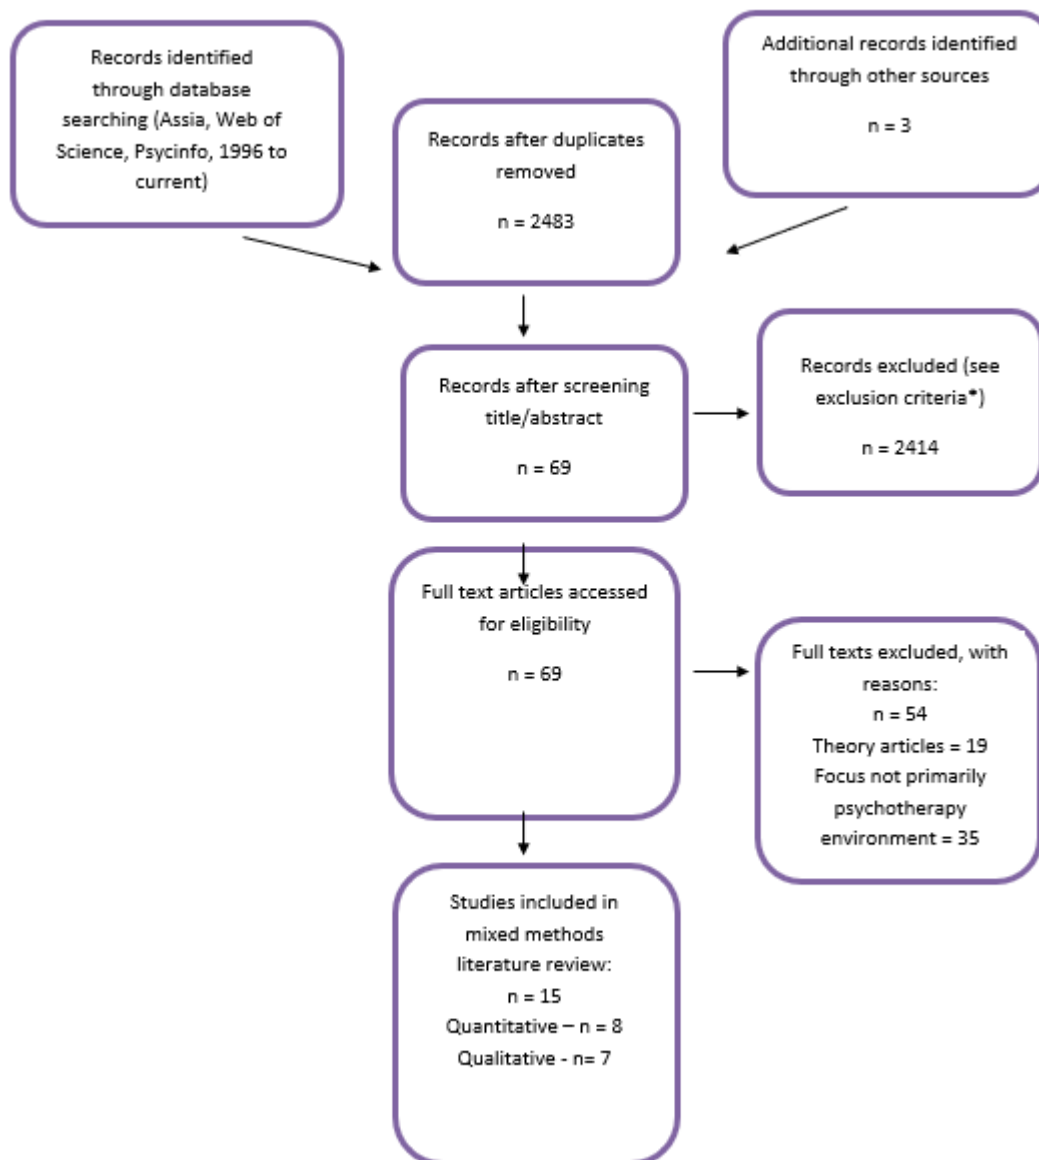 Records identified
through database
searching (Assia, Web of
Science, Psycinfo, 1996 to
current)
Additional records identified
through other sources
n = 3
Records after duplicates
removed
n = 2483
Records after screening
title/abstract
n = 69
Records excluded (see
exclusion criteria*)
n = 2414
Full text articles accessed
for eligibility
n = 69
Full texts excluded, with
reasons:
n = 54
Theory articles = 19
Focus not primarily
psychotherapy
environment = 35
Studies included in
mixed methods
literature review:
n = 15
Quantitative – n = 8
Qualitative - n= 7